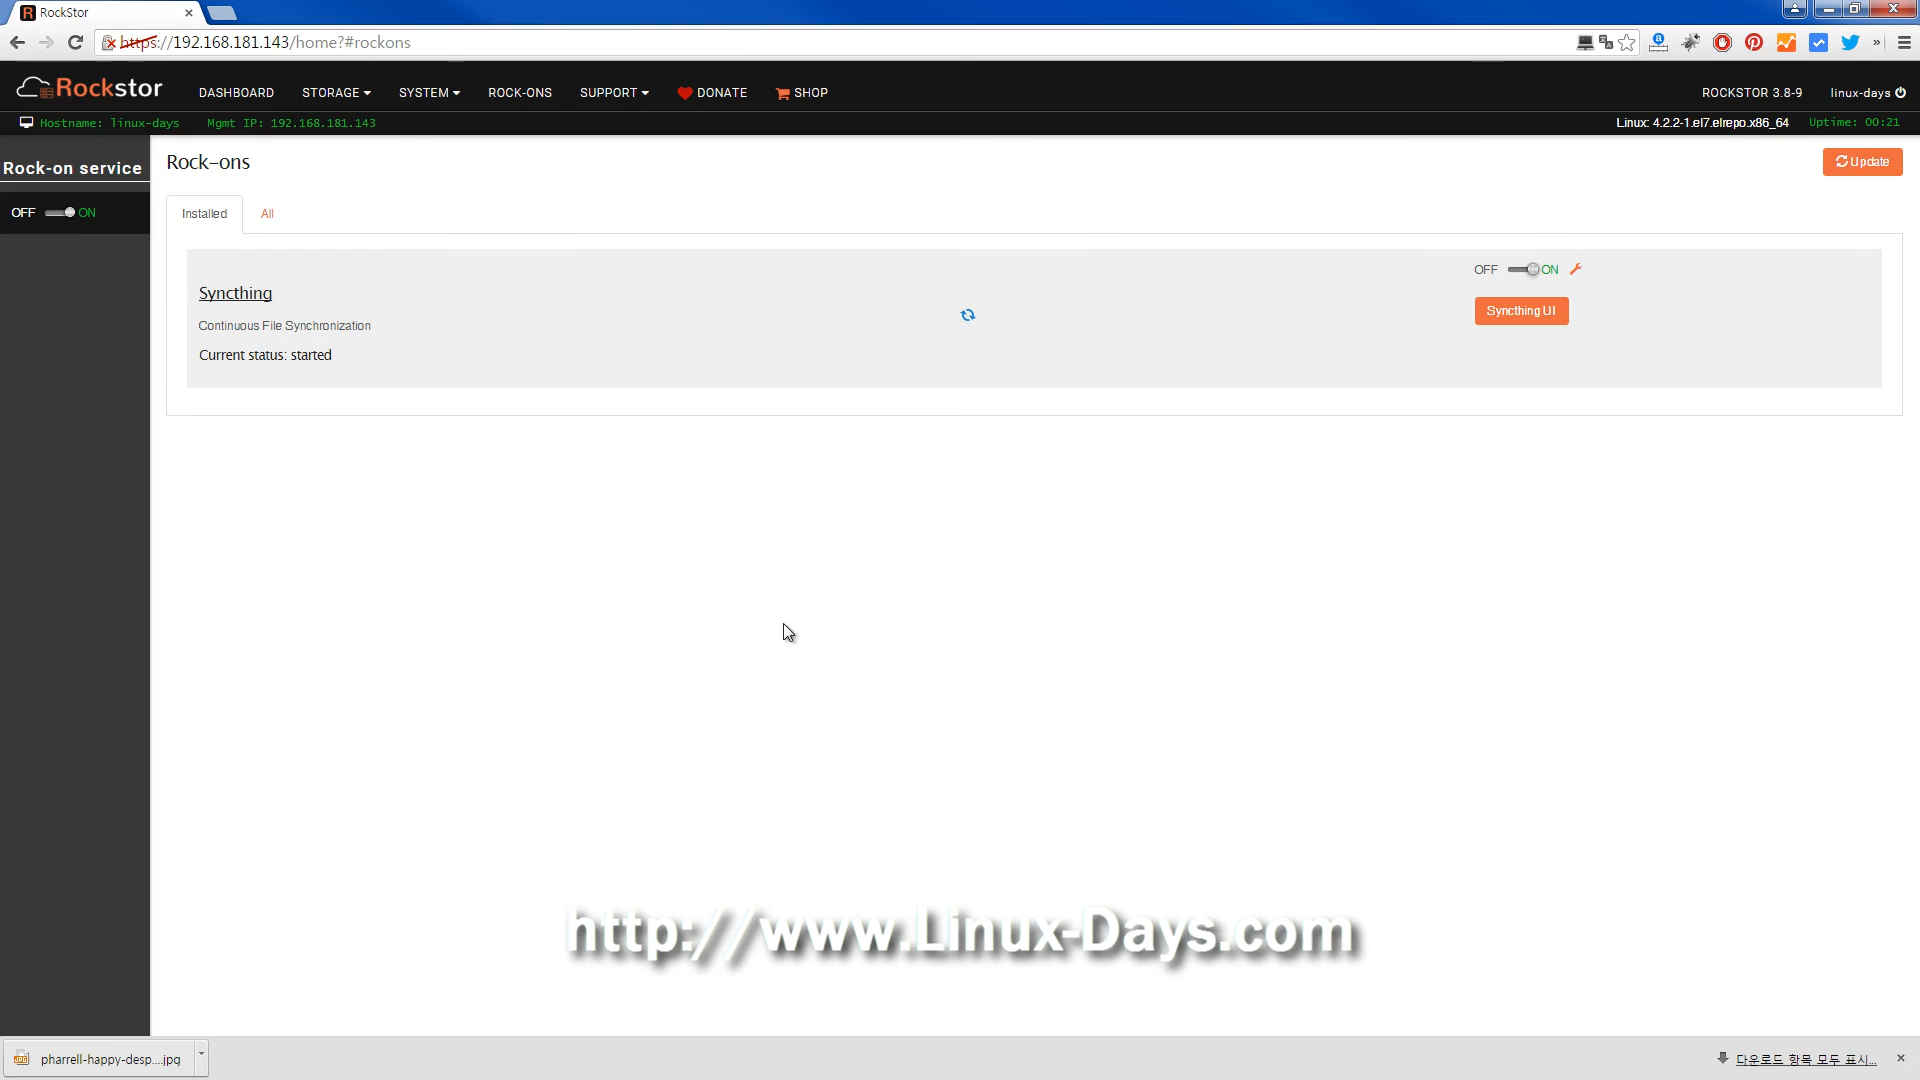 RockStor
https://192.168.181.143/home?#rockons
Rockstor
DASHBOARD
STORAGE
SYSTEM
ROCK-ONS
SUPPORT
DONATE
SHOP
ROCKSTOR 3.8-9
linux-days
Hostname: linux-days
Mgmt IP: 192.168.181.143
Linux: 4.2.2-1.el7.elrepo.x86_64
Uptime: 00:21
Rock-on service
OFF
ON
Rock-ons
Update
Installed
All
Syncthing
Continuous File Synchronization
Current status: started
OFF
ON
Syncthing UI
http://www.Linux-Days.com
pharrell-happy-desp....jpg
다운로드 항목 모두 표시...